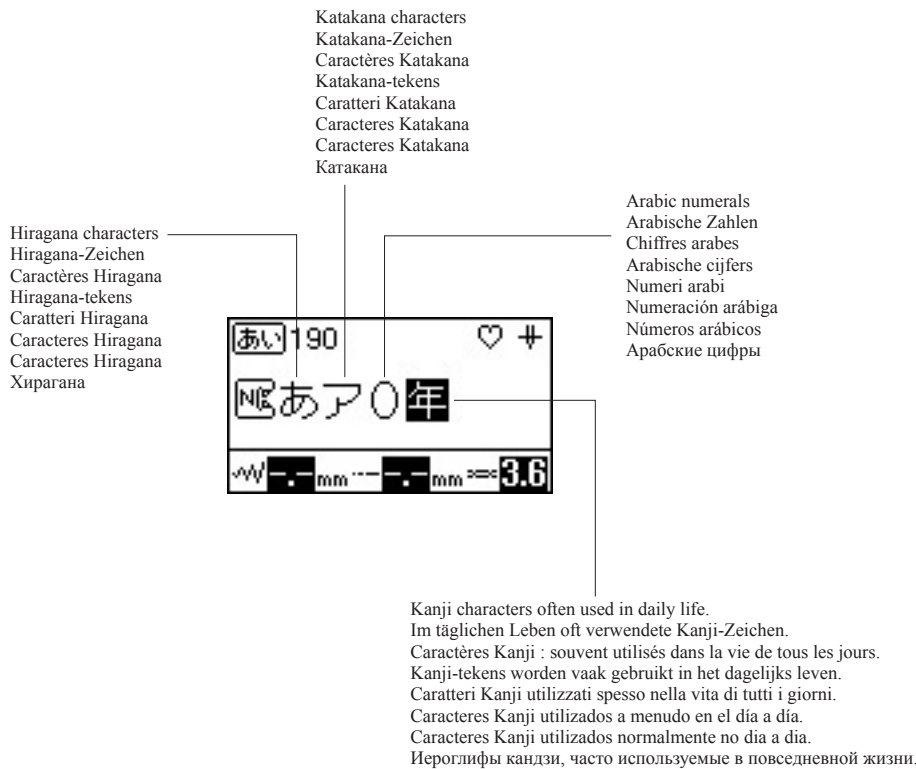 Katakana characters
Katakana-Zeichen
Caractères Katakana
Katakana-tekens
Caratteri Katakana
Caracteres Katakana
Caracteres Katakana
Катакана
Arabic numerals
Arabische Zahlen
Chiffres arabes
Arabische cijfers
Numeri arabi
Numeración arábiga
Números arábicos
Арабские цифры
Hiragana characters
Hiragana-Zeichen
Caractères Hiragana
Hiragana-tekens
Caratteri Hiragana
Caracteres Hiragana
Caracteres Hiragana
Хирагана
あい 190
あア0年
-.- mm -.- mm 3.6
Kanji characters often used in daily life.
Im täglichen Leben oft verwendete Kanji-Zeichen.
Caractères Kanji : souvent utilisés dans la vie de tous les jours.
Kanji-tekens worden vaak gebruikt in het dagelijks leven.
Caratteri Kanji utilizzati spesso nella vita di tutti i giorni.
Caracteres Kanji utilizados a menudo en el día a día.
Caracteres Kanji utilizados normalmente no dia a dia.
Иероглифы кандзи, часто используемые в повседневной жизни.